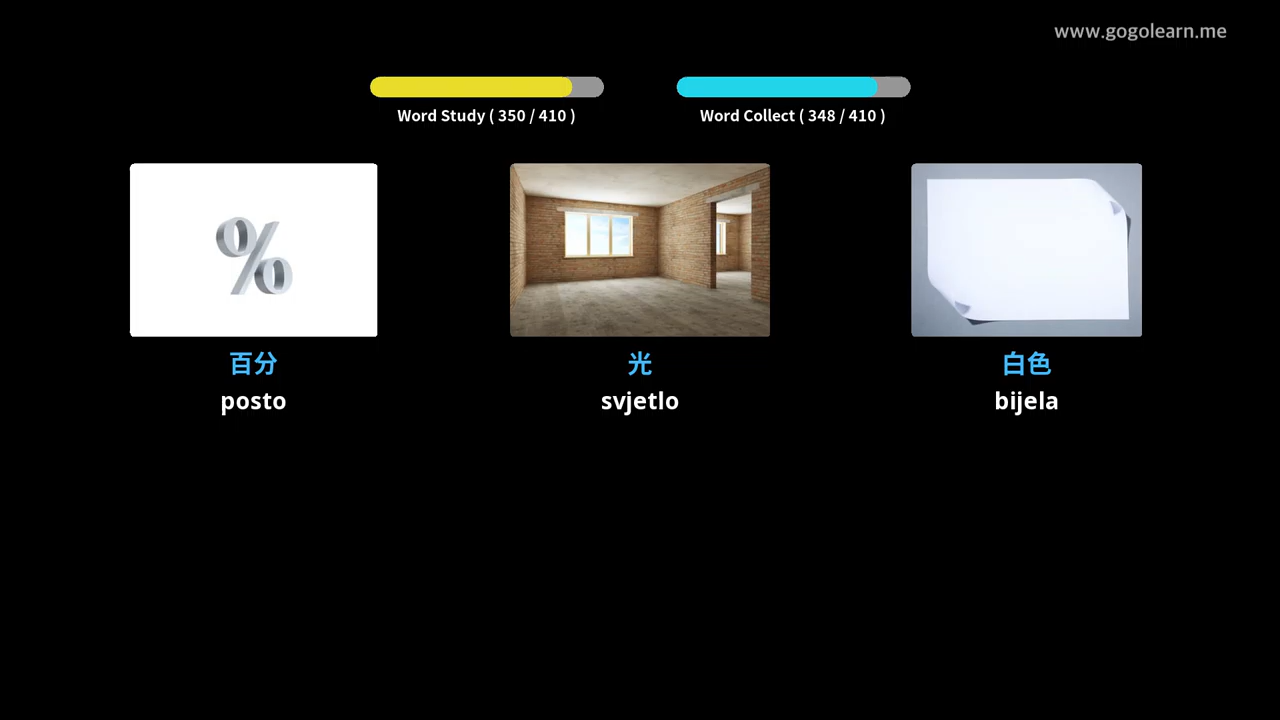 www.gogolearn.me
Word Study ( 350 / 410 )
Word Collect ( 348 / 410 )
%
百分
光
白色
posto
svjetlo
bijela